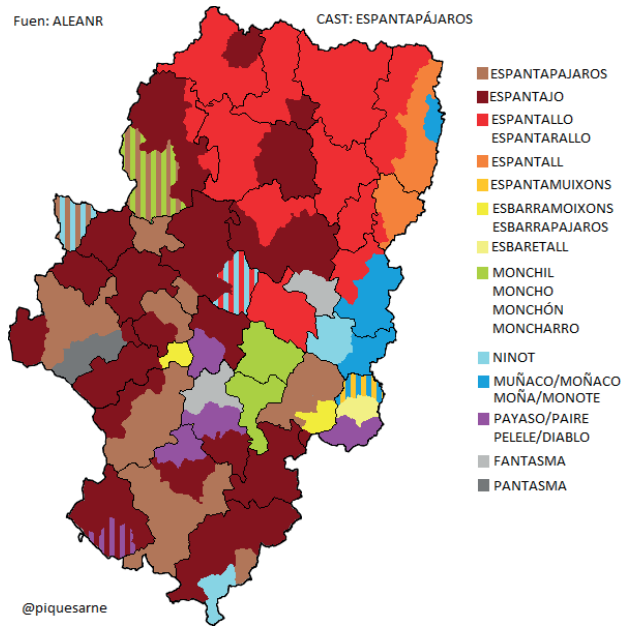 Fuen: ALEANR
CAST: ESPANTAPÁJAROS
ESPANTAPAJAROS
ESPANTAJO
ESPANTALLO
ESPANTARALLO
ESPANTALL
ESPANTAMUIXONS
ESBARRAMOIXONS
ESBARRAPAJAROS
ESBARETALL
MONCHIL
MONCHO
MONCHÓN
MONCHARRO
NINOT
MUÑACO/MOÑACO
MOÑA/MONOTE
PAYASO/PAIRE
PELELE/DIABLO
FANTASMA
PANTASMA
@piquesarne